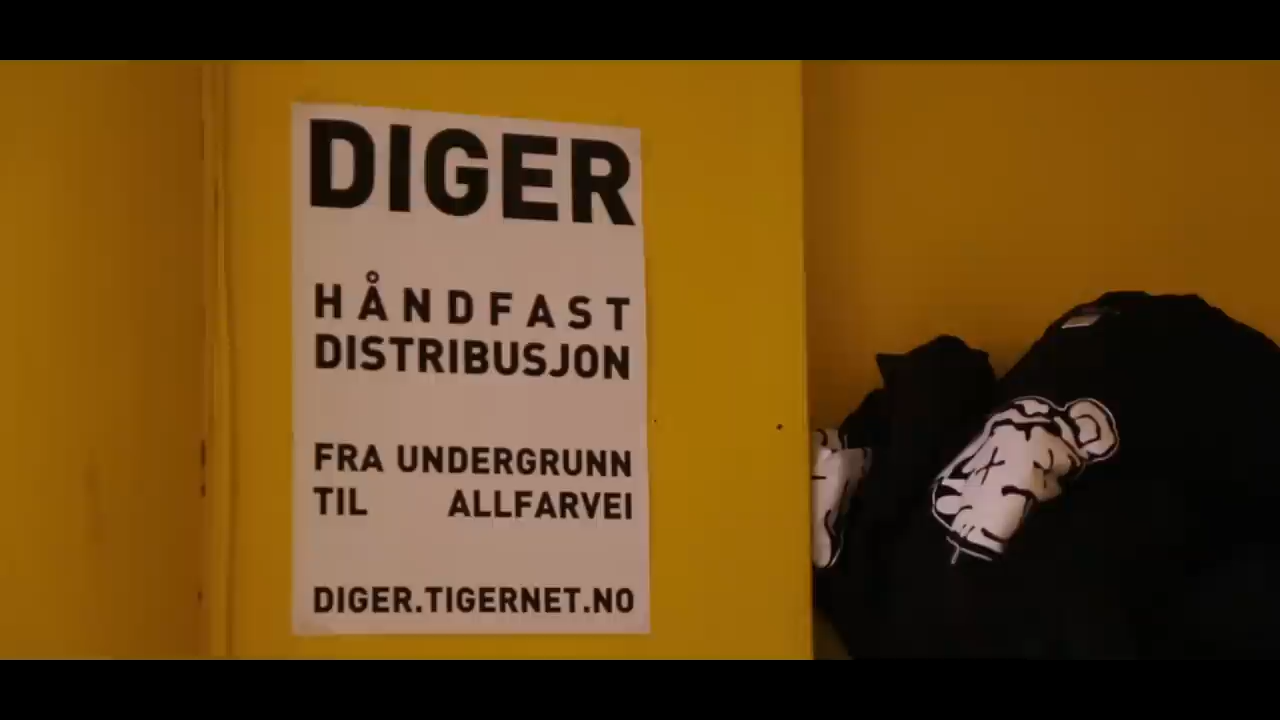 DIGER
HÅNDFAST
DISTRIBUSJON
FRA UNDERGRUNN
TIL ALLFARVEI
DIGER.TIGERNET.NO